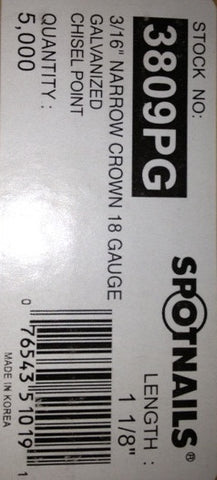 STOCK NO:
3809PG
SPOTNAILS®
3/16" NARROW CROWN 18 GAUGE
GALVANIZED
CHISEL POINT
LENGTH :
1 1/8"
QUANTITY :
5,000
0 76543 51019 1
MADE IN KOREA